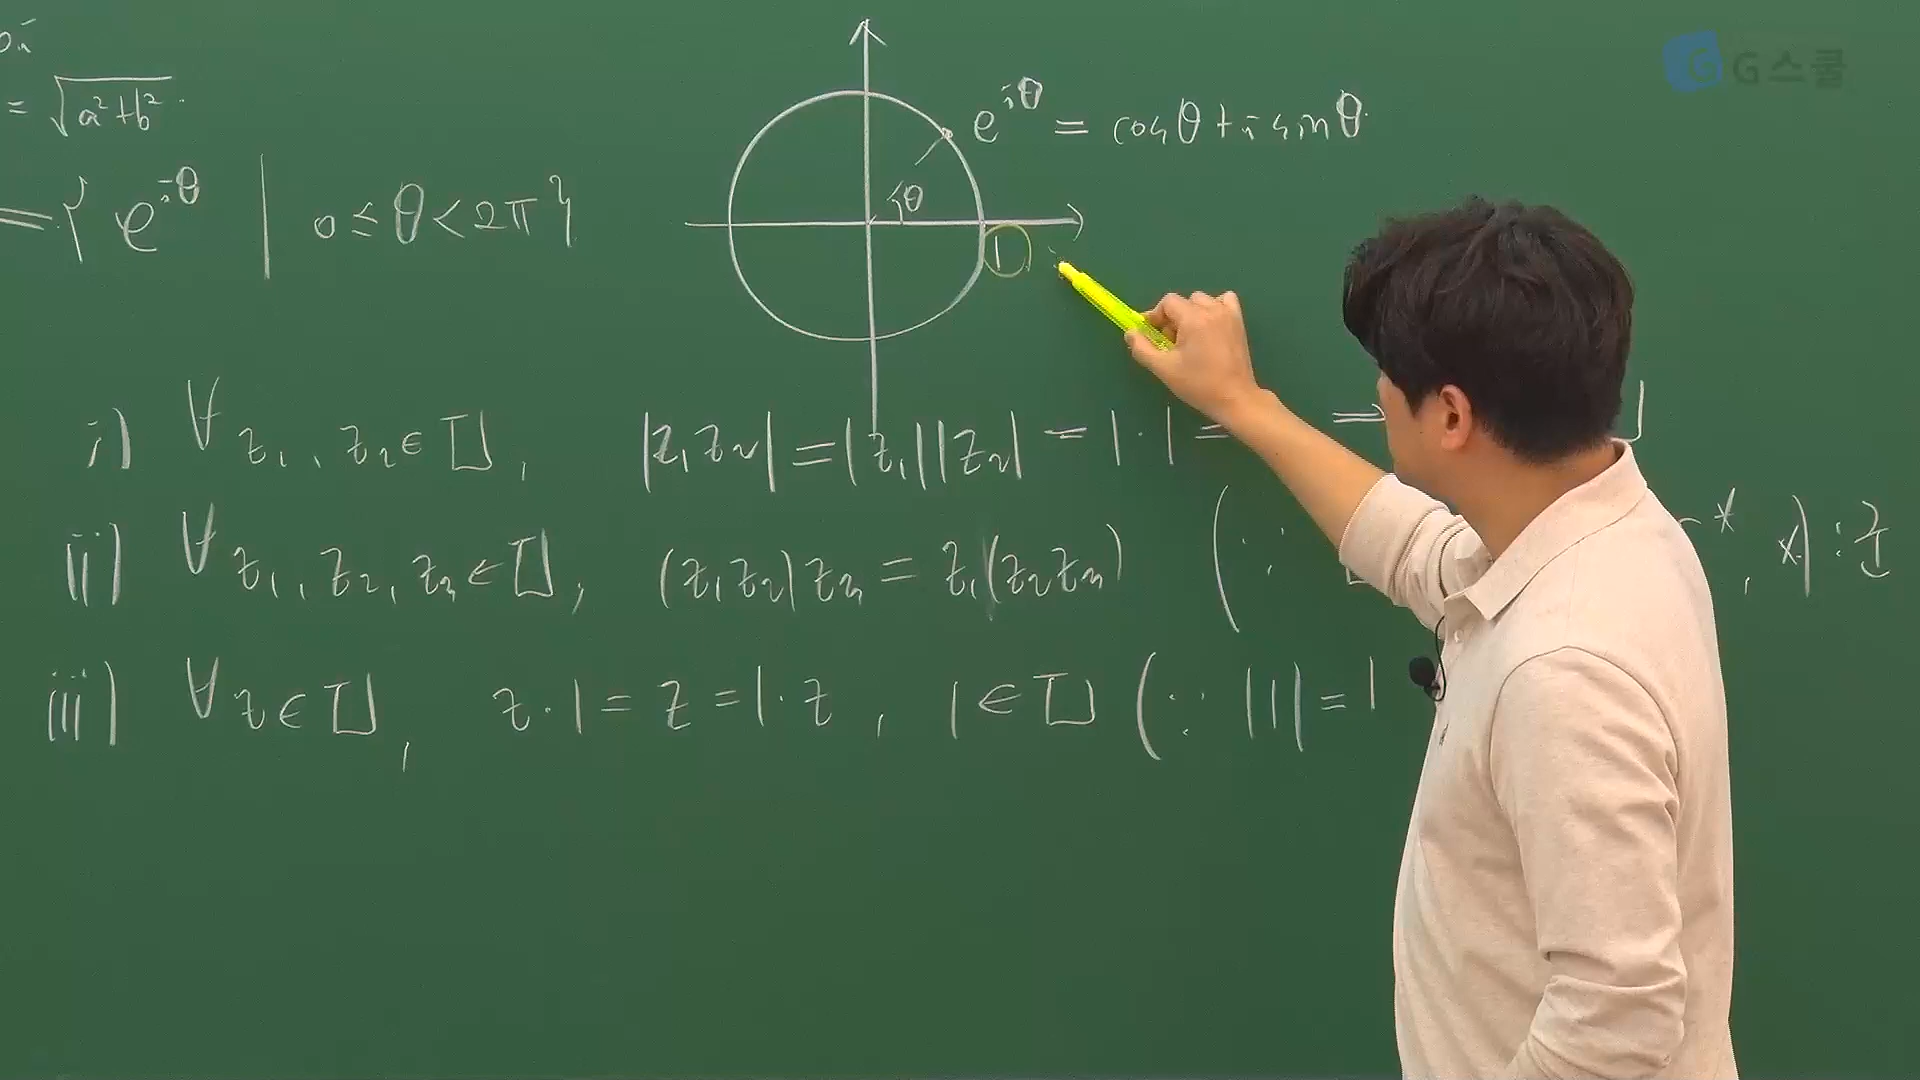 = √(a²+b²)
= { e^{iθ} | 0 ≤ θ < 2π }
e^{iθ} = cosθ + i sinθ
θ
1
i) ∀ z₁, z₂ ∈ 𝕌, |z₁z₂| = |z₁||z₂| = 1·1 = ⇒
ii) ∀ z₁, z₂, z₃ ∈ 𝕌, (z₁z₂)z₃ = z₁(z₂z₃) (∵ *, ×) : 군
iii) ∀ z ∈ 𝕌, z·1 = z = 1·z, 1 ∈ 𝕌 (∵ |1| = 1
G스쿨